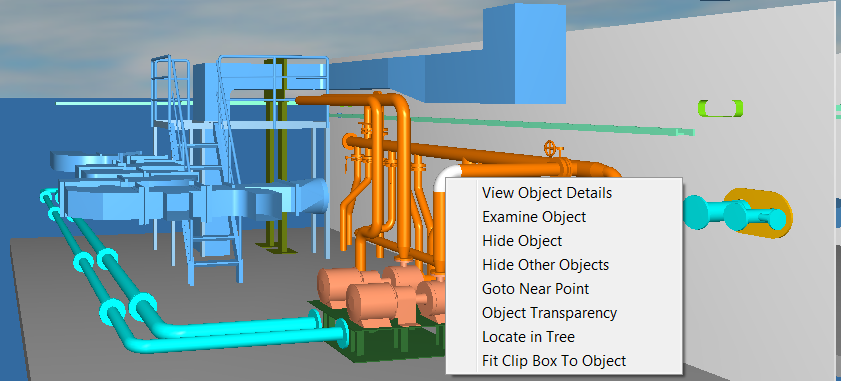 View Object Details
Examine Object
Hide Object
Hide Other Objects
Goto Near Point
Object Transparency
Locate in Tree
Fit Clip Box To Object